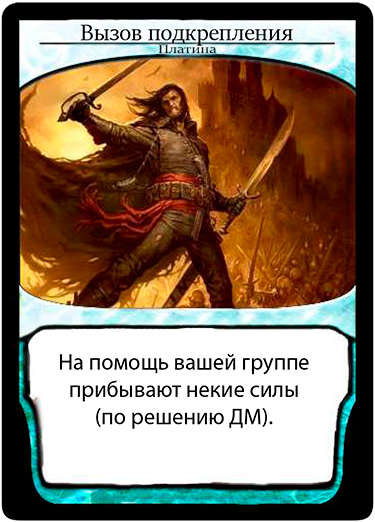 Вызов подкрепления
Платина
На помощь вашей группе
прибывают некие силы
(по решению ДМ).